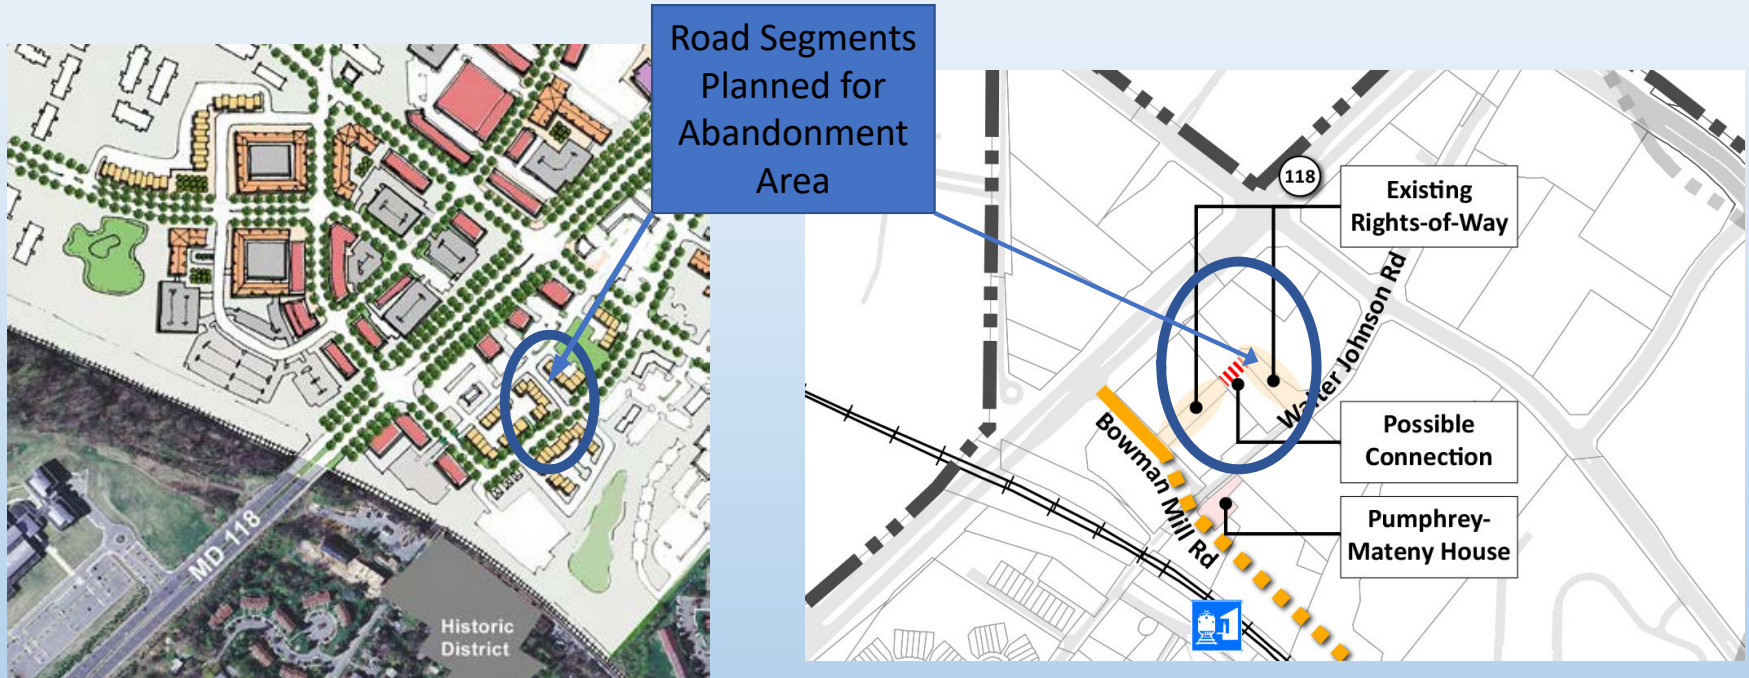 Road Segments
Planned for
Abandonment
Area
MD 118
Historic
District
118
Existing
Rights-of-Way
Walter Johnson Rd
Possible
Connection
Bowman Mill Rd
Pumphrey-
Mateny House